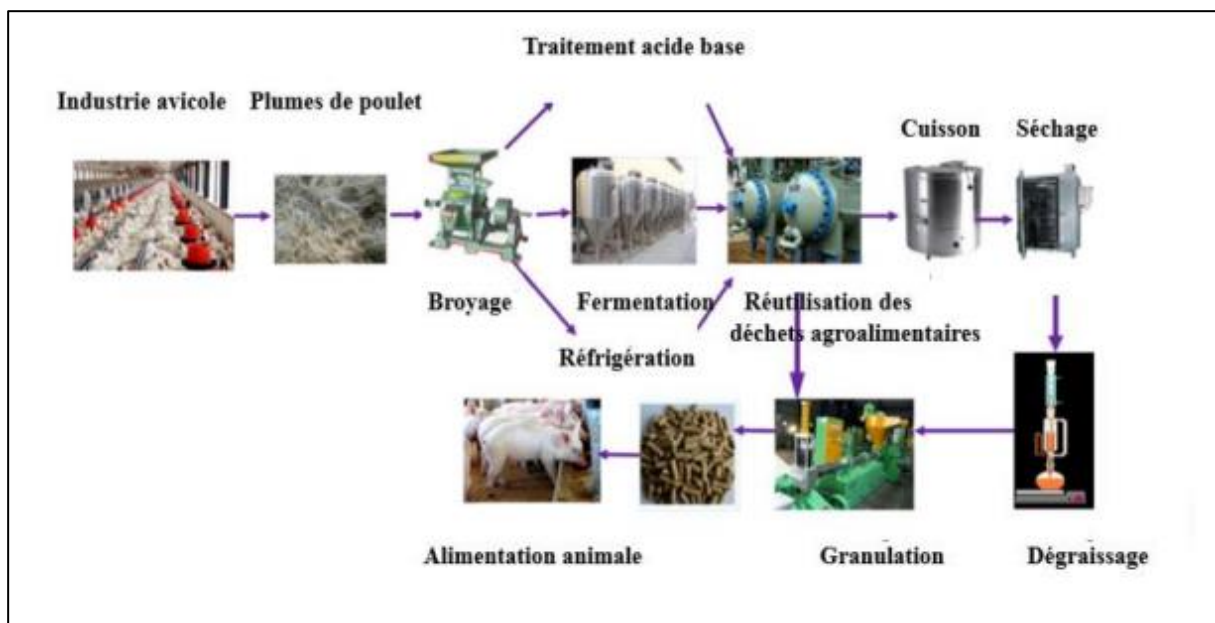 Traitement acide base
Industrie avicole
Plumes de poulet
Cuisson
Séchage
Broyage
Fermentation
Réutilisation des
déchets agroalimentaires
Réfrigération
Alimentation animale
Granulation
Dégraissage